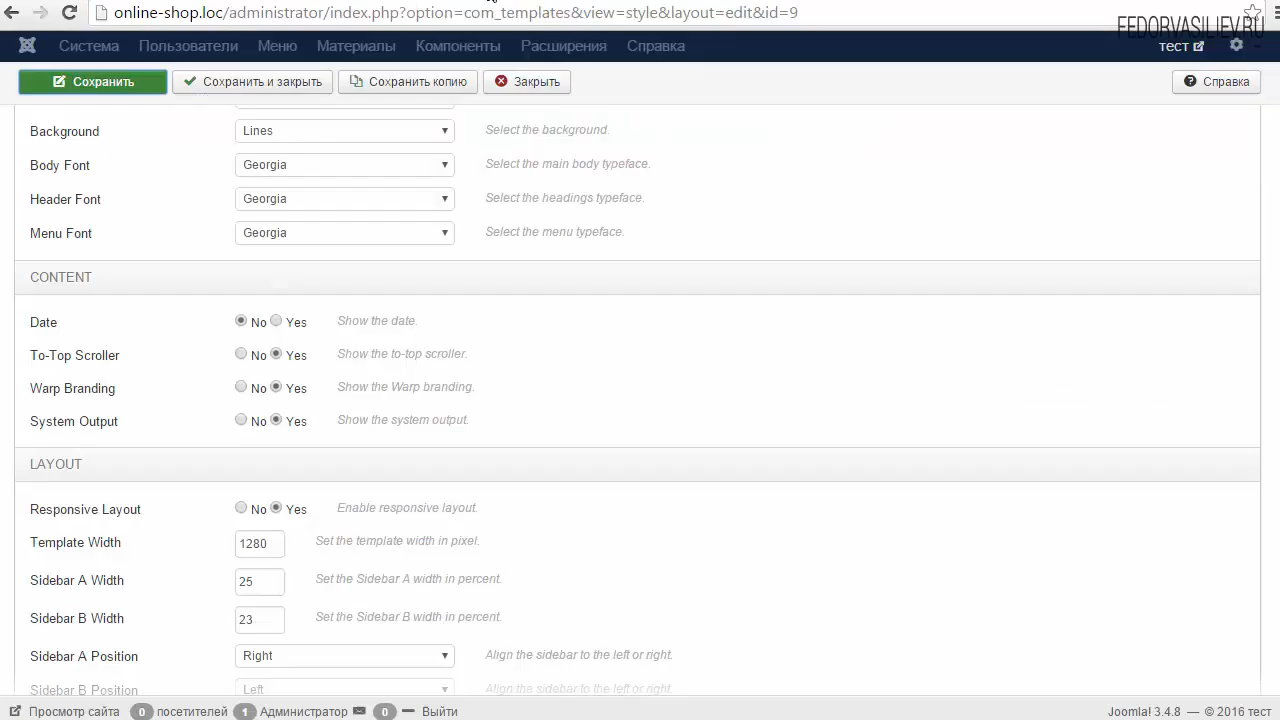 online-shop.loc/administrator/index.php?option=com_templates&view=style&layout=edit&id=9
FEDORVASILIEV.RU
Система Пользователи Меню Материалы Компоненты Расширения Справка тест
Сохранить Сохранить и закрыть Сохранить копию Закрыть Справка
Background Lines Select the background.
Body Font Georgia Select the main body typeface.
Header Font Georgia Select the headings typeface.
Menu Font Georgia Select the menu typeface.
CONTENT
Date No Yes Show the date.
To-Top Scroller No Yes Show the to-top scroller.
Warp Branding No Yes Show the Warp branding.
System Output No Yes Show the system output.
LAYOUT
Responsive Layout No Yes Enable responsive layout.
Template Width 1280 Set the template width in pixel.
Sidebar A Width 25 Set the Sidebar A width in percent.
Sidebar B Width 23 Set the Sidebar B width in percent.
Sidebar A Position Right Align the sidebar to the left or right.
Sidebar B Position Left Align the sidebar to the left or right.
Просмотр сайта 0 посетителей 1 Администратор 0 Выйти Joomla! 3.4.8 — © 2016 тест